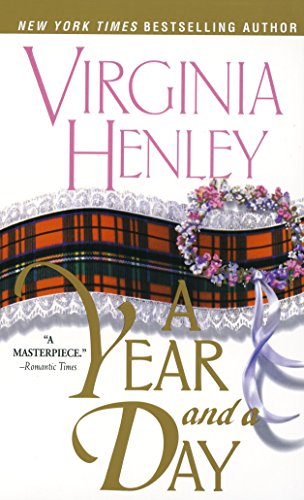 NEW YORK TIMES BESTSELLING AUTHOR
VIRGINIA
HENLEY
A
YEAR
and a
DAY
"A
MASTERPIECE."
—Romantic Times